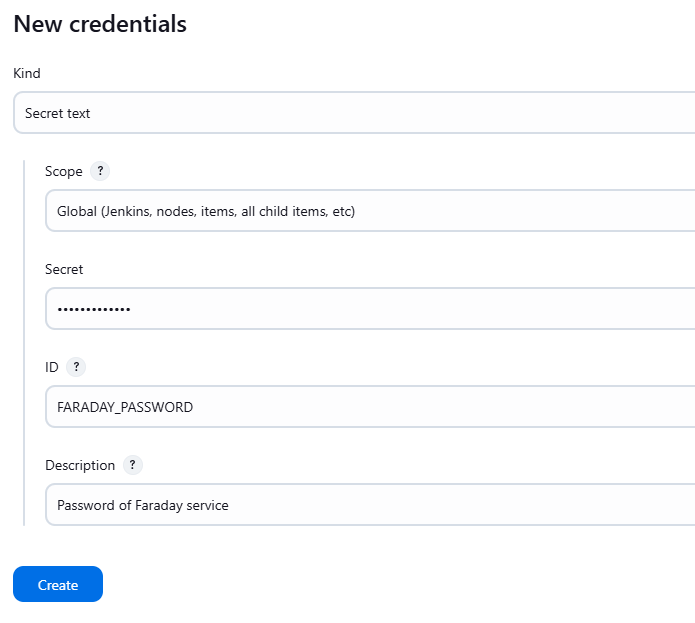 New credentials
Kind
Secret text
Scope ?
Global (Jenkins, nodes, items, all child items, etc)
Secret
•••••••••••••
ID ?
FARADAY_PASSWORD
Description ?
Password of Faraday service
Create